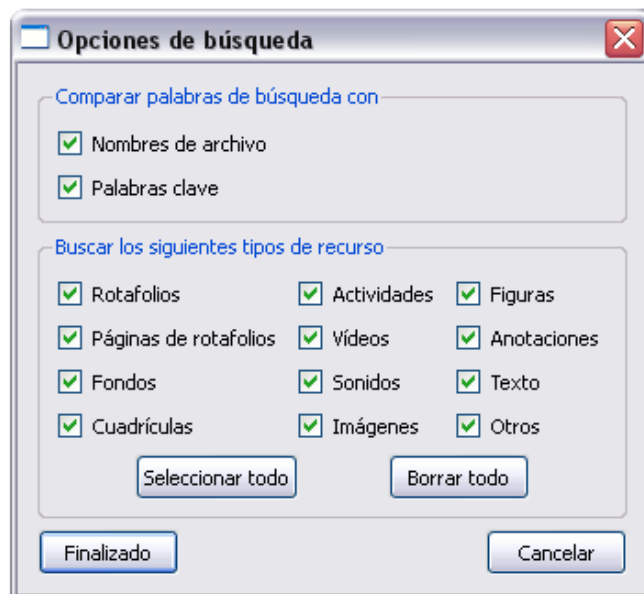 Opciones de búsqueda
Comparar palabras de búsqueda con
Nombres de archivo
Palabras clave
Buscar los siguientes tipos de recurso
Rotafolios Actividades Figuras
Páginas de rotafolios Vídeos Anotaciones
Fondos Sonidos Texto
Cuadrículas Imágenes Otros
Seleccionar todo Borrar todo
Finalizado Cancelar